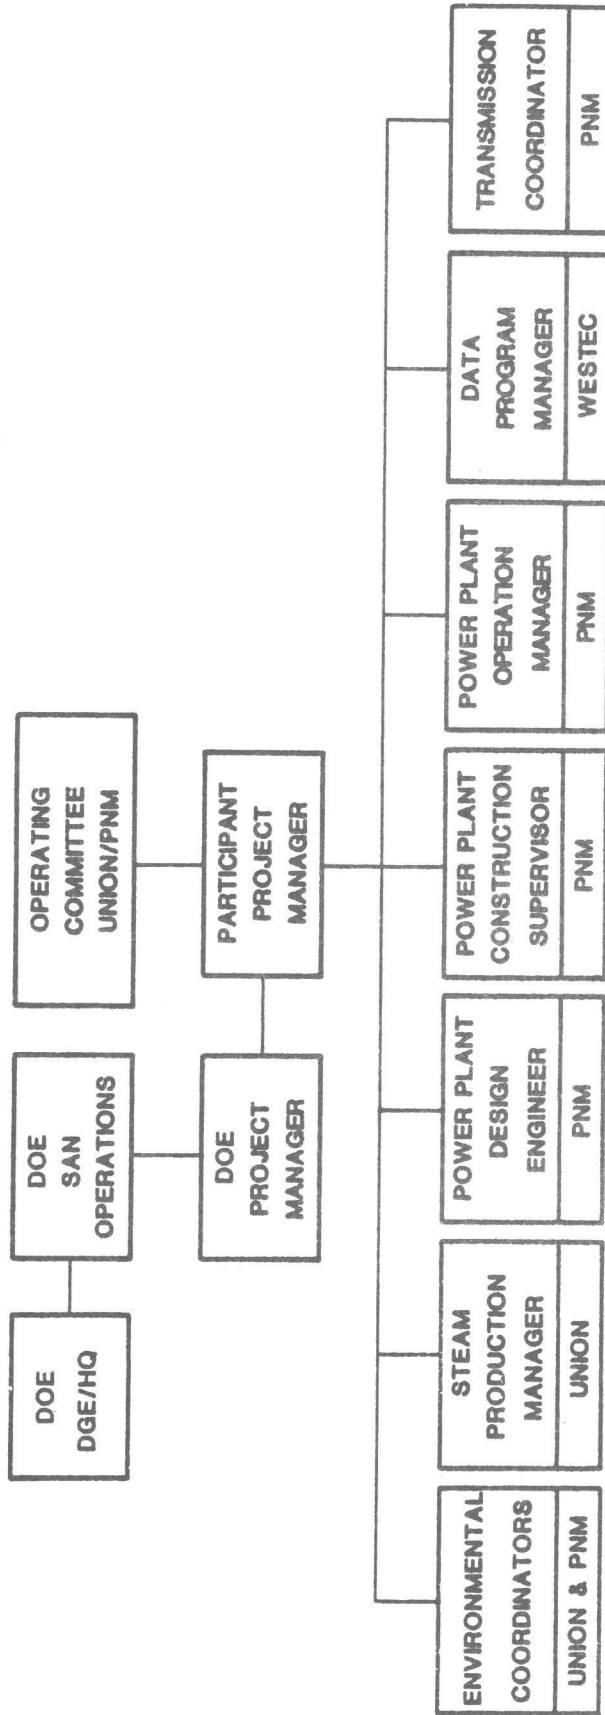 DOE
DGE/HQ
DOE
SAN
OPERATIONS
OPERATING
COMMITTEE
UNION/PNM
DOE
PROJECT
MANAGER
PARTICIPANT
PROJECT
MANAGER
ENVIRONMENTAL
COORDINATORS
UNION & PNM
STEAM
PRODUCTION
MANAGER
UNION
POWER PLANT
DESIGN
ENGINEER
PNM
POWER PLANT
CONSTRUCTION
SUPERVISOR
PNM
POWER PLANT
OPERATION
MANAGER
PNM
DATA
PROGRAM
MANAGER
WESTEC
TRANSMISSION
COORDINATOR
PNM